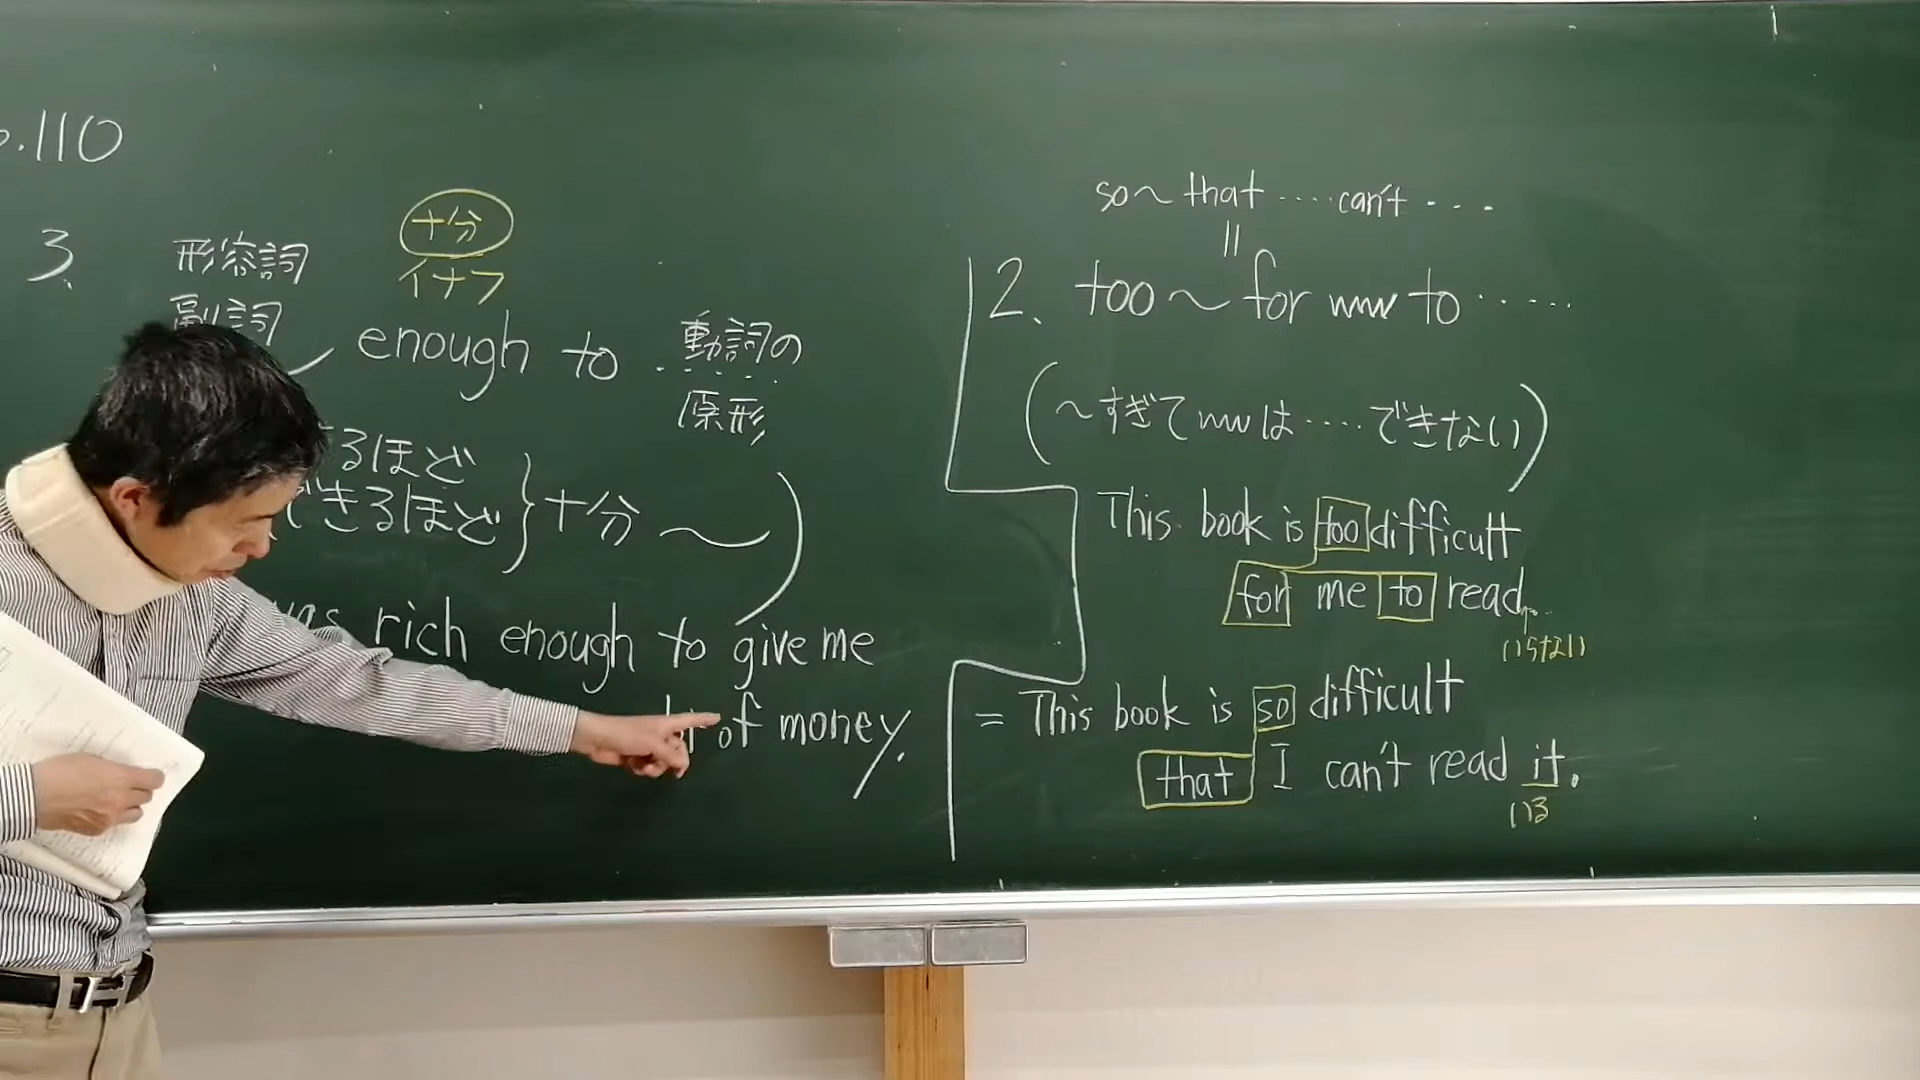 p.110
3、
形容詞
副詞
十分
イナフ
〜 enough to ……
動詞の
原形
るほど
できるほど } 十分 〜 )
was rich enough to give me
of money.
so〜 that ‥‥ can't ‥‥
||
2、 too 〜 for ww to ‥‥‥
( 〜すぎて ww は ‥‥ できない )
This book is too difficult
for me to read.
いらない
= This book is so difficult
that I can't read it.
いる